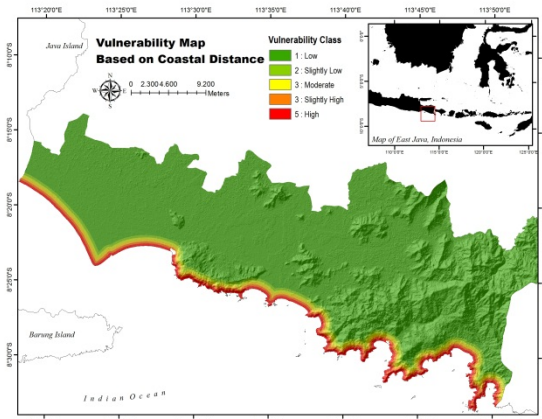 113°20'0"E 113°25'0"E 113°30'0"E 113°35'0"E 113°40'0"E 113°45'0"E 113°50'0"E
Java Island
Vulnerability Map
Based on Coastal Distance
N
W E
S
0 2.300 4.600 9.200
Meters
Vulnerability Class
1 : Low
2 : Slightly Low
3 : Moderate
3 : Slightly High
5 : High
Map of East Java, Indonesia
8°10'0"S
8°15'0"S
8°20'0"S
8°25'0"S
8°30'0"S
Barung Island
Indian Ocean